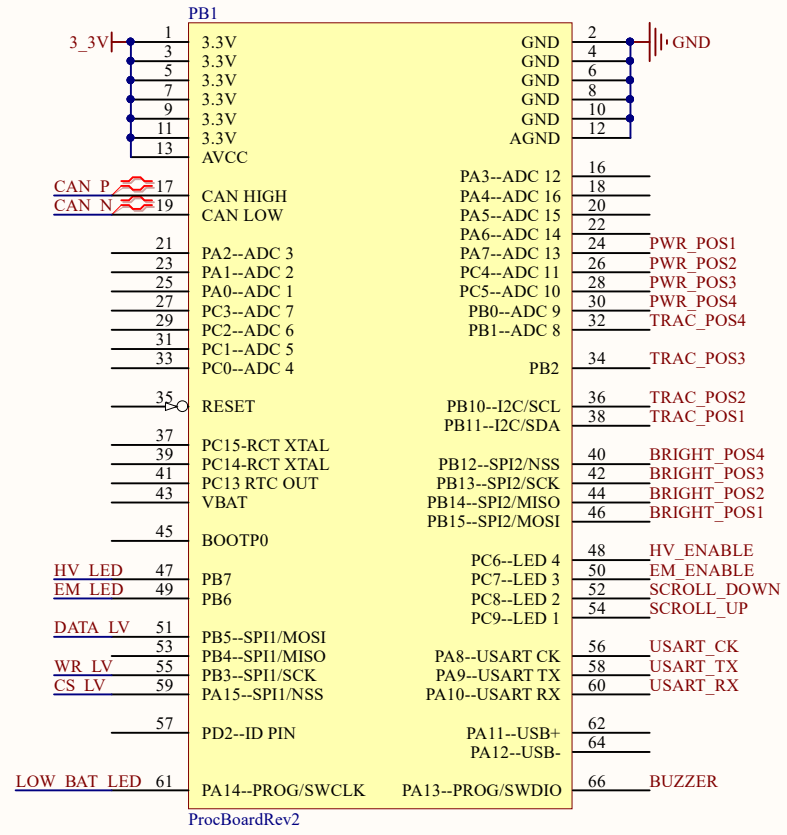 PB1
3_3V 1 3.3V GND 2 GND
3 3.3V GND 4
5 3.3V GND 6
7 3.3V GND 8
9 3.3V GND 10
11 3.3V AGND 12
13 AVCC
PA3--ADC 12 16
CAN_P 17 CAN HIGH PA4--ADC 16 18
CAN_N 19 CAN LOW PA5--ADC 15 20
PA6--ADC 14 22
21 PA2--ADC 3 PA7--ADC 13 24 PWR_POS1
23 PA1--ADC 2 PC4--ADC 11 26 PWR_POS2
25 PA0--ADC 1 PC5--ADC 10 28 PWR_POS3
27 PC3--ADC 7 PB0--ADC 9 30 PWR_POS4
29 PC2--ADC 6 PB1--ADC 8 32 TRAC_POS4
31 PC1--ADC 5
33 PC0--ADC 4 PB2 34 TRAC_POS3
35 RESET PB10--I2C/SCL 36 TRAC_POS2
PB11--I2C/SDA 38 TRAC_POS1
37 PC15-RCT XTAL
39 PC14-RCT XTAL PB12--SPI2/NSS 40 BRIGHT_POS4
41 PC13 RTC OUT PB13--SPI2/SCK 42 BRIGHT_POS3
43 VBAT PB14--SPI2/MISO 44 BRIGHT_POS2
PB15--SPI2/MOSI 46 BRIGHT_POS1
45 BOOTP0
PC6--LED 4 48 HV_ENABLE
HV_LED 47 PB7 PC7--LED 3 50 EM_ENABLE
EM_LED 49 PB6 PC8--LED 2 52 SCROLL_DOWN
PC9--LED 1 54 SCROLL_UP
DATA_LV 51 PB5--SPI1/MOSI
53 PB4--SPI1/MISO PA8--USART CK 56 USART_CK
WR_LV 55 PB3--SPI1/SCK PA9--USART TX 58 USART_TX
CS_LV 59 PA15--SPI1/NSS PA10--USART RX 60 USART_RX
57 PD2--ID PIN PA11--USB+ 62
PA12--USB- 64
LOW_BAT_LED 61 PA14--PROG/SWCLK PA13--PROG/SWDIO 66 BUZZER
ProcBoardRev2